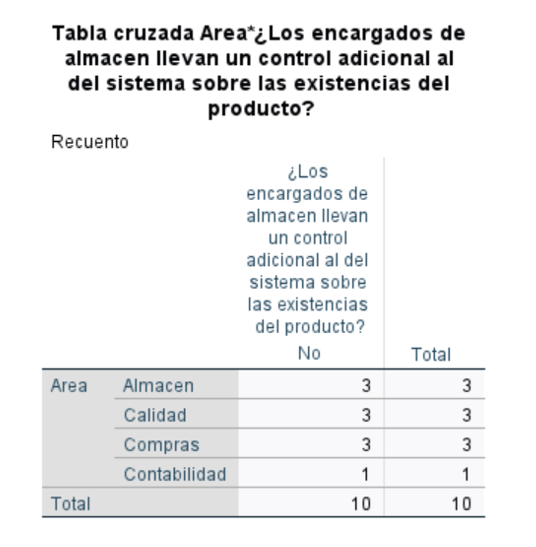 Tabla cruzada Area*¿Los encargados de
almacen llevan un control adicional al
del sistema sobre las existencias del
producto?
Recuento
¿Los
encargados de
almacen llevan
un control
adicional al del
sistema sobre
las existencias
del producto?
No Total
Area Almacen 3 3
Calidad 3 3
Compras 3 3
Contabilidad 1 1
Total 10 10